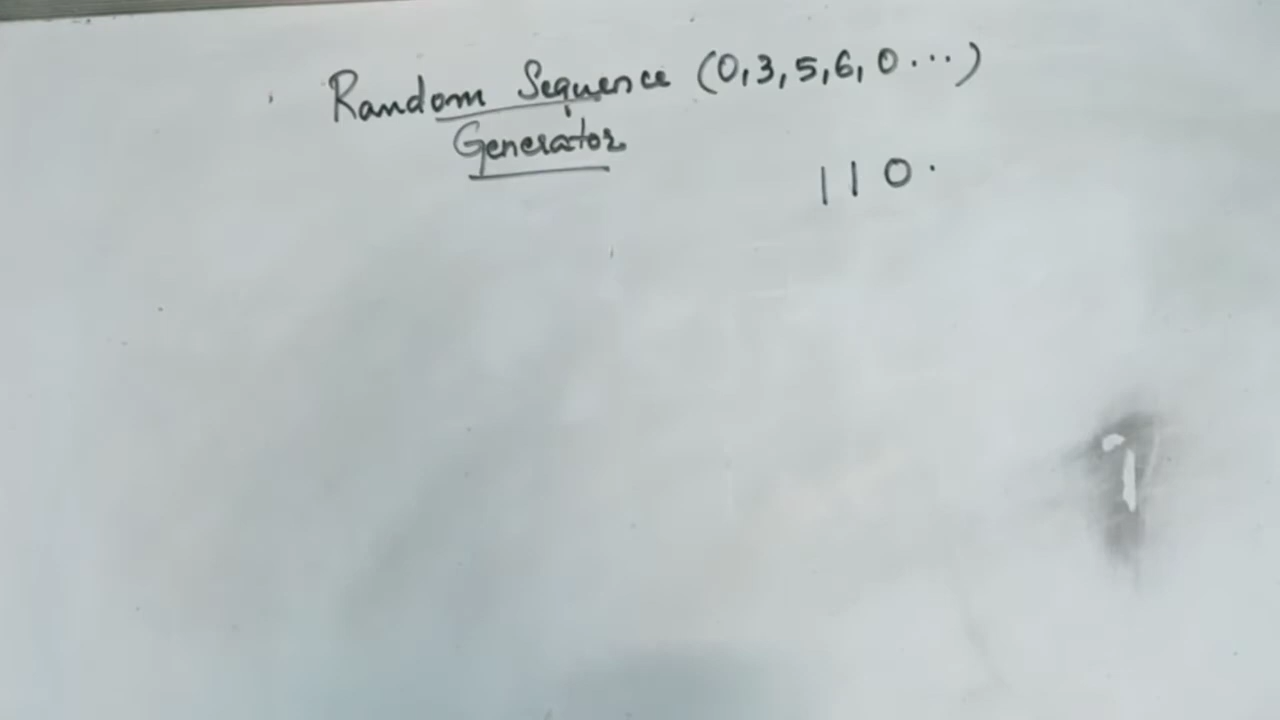 Random Sequence (0,3,5,6,0...)
Generator
110.